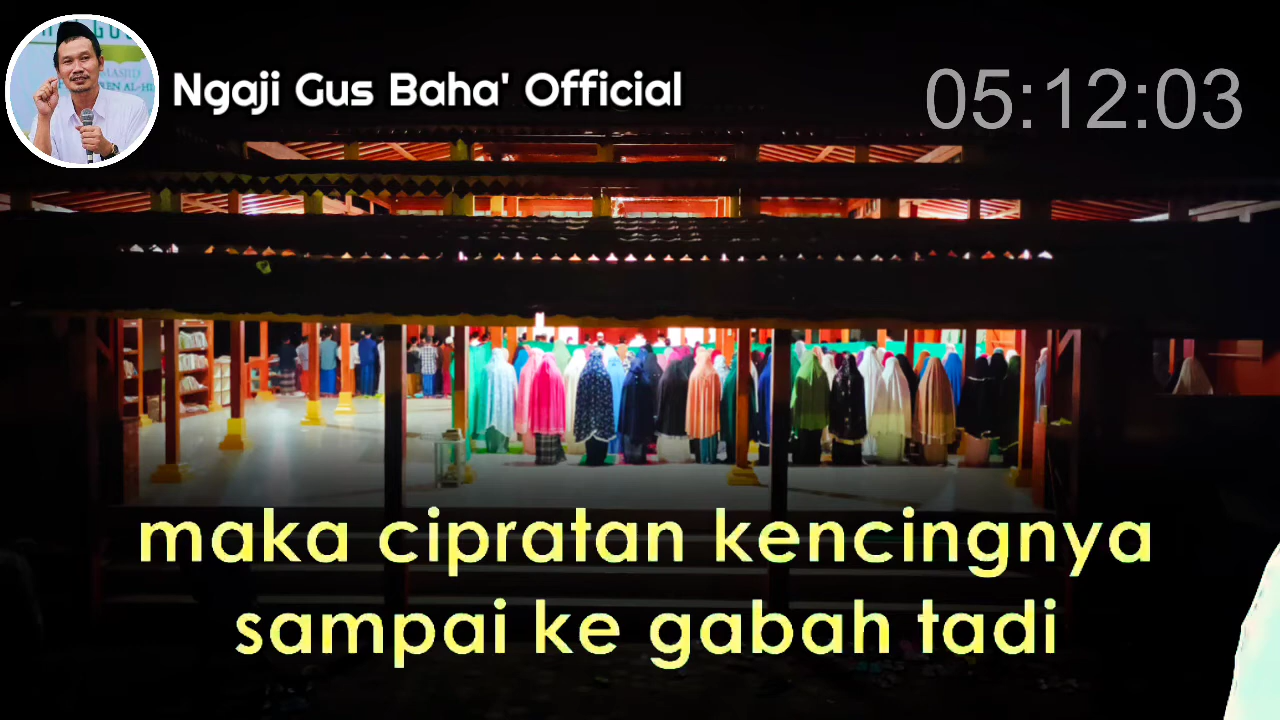 Ngaji Gus Baha' Official
05:12:03
maka cipratan kencingnya
sampai ke gabah tadi